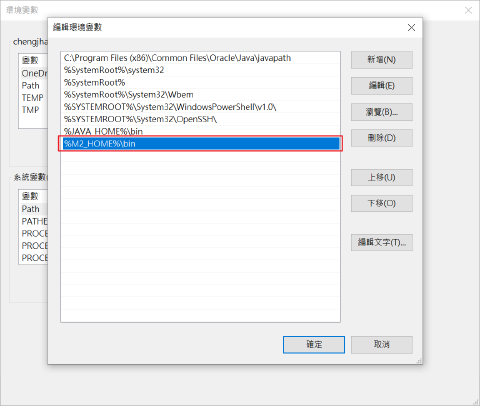 環境變數
編輯環境變數
chengjha
變數
OneDr
Path
TEMP
TMP
系統變數(
變數
Path
PATHE
PROCE
PROCE
PROCE
C:\Program Files (x86)\Common Files\Oracle\Java\javapath
%SystemRoot%\system32
%SystemRoot%
%SystemRoot%\System32\Wbem
%SYSTEMROOT%\System32\WindowsPowerShell\v1.0\
%SYSTEMROOT%\System32\OpenSSH\
%JAVA_HOME%\bin
%M2_HOME%\bin
新增(N)
編輯(E)
瀏覽(B)...
刪除(D)
上移(U)
下移(O)
編輯文字(T)...
確定
取消